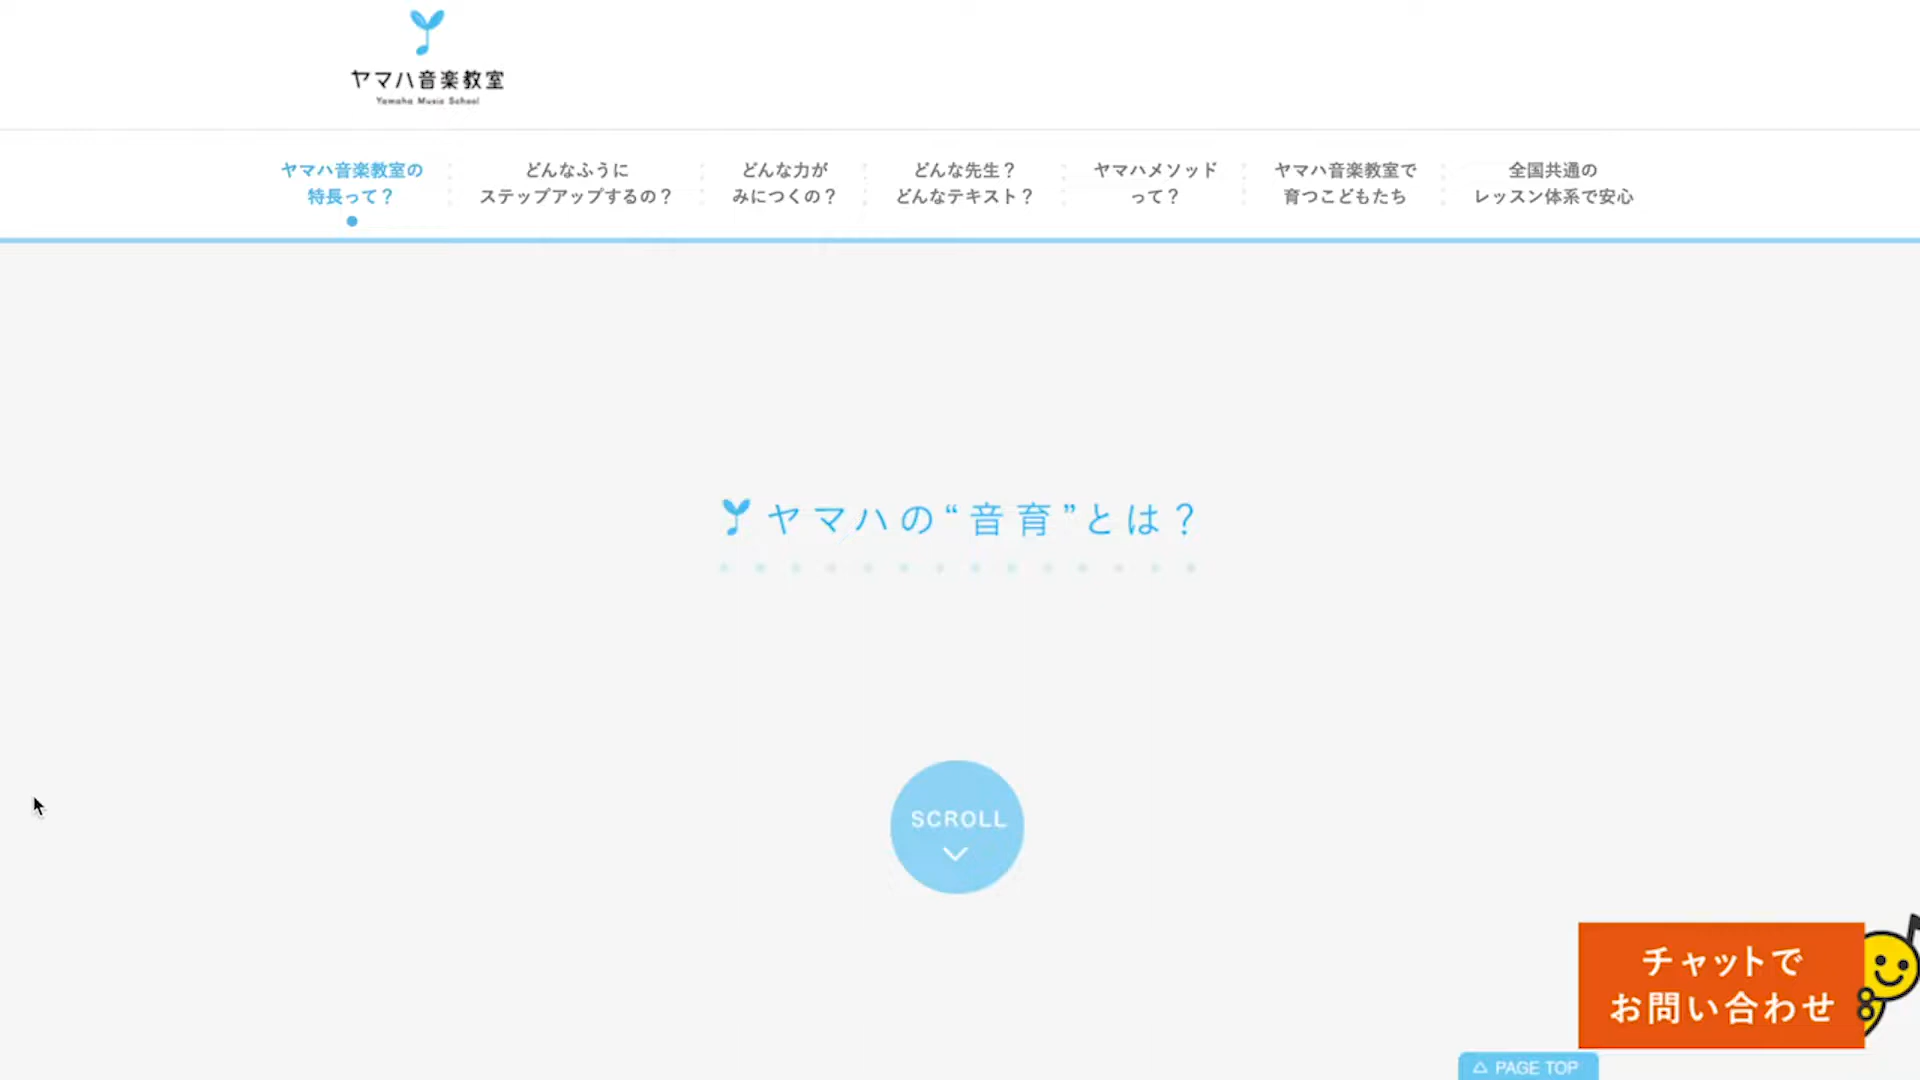 ヤマハ音楽教室
Yamaha Music School
ヤマハ音楽教室の
特長って？
どんなふうに
ステップアップするの？
どんな力が
みにつくの？
どんな先生？
どんなテキスト？
ヤマハメソッド
って？
ヤマハ音楽教室で
育つこどもたち
全国共通の
レッスン体系で安心
ヤマハの“音育”とは？
SCROLL
チャットで
お問い合わせ
PAGE TOP